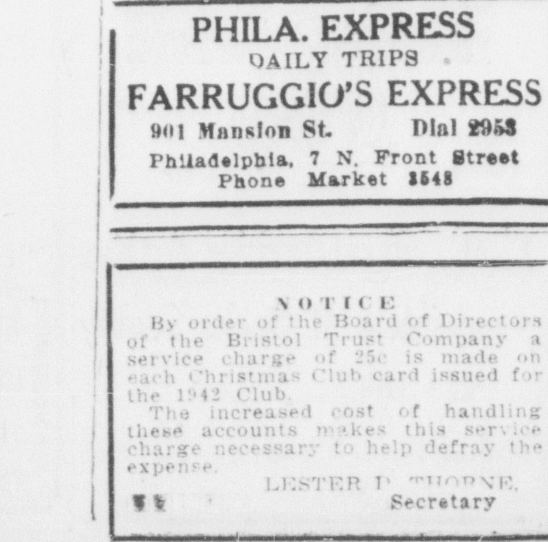 PHILA. EXPRESS
DAILY TRIPS
FARRUGGIO'S EXPRESS
901 Mansion St. Dial 2953
Philadelphia, 7 N. Front Street
Phone Market 3548
NOTICE
By order of the Board of Directors
of the Bristol Trust Company a
service charge of 25c is made on
each Christmas Club card issued for
the 1942 Club.
The increased cost of handling
these accounts makes this service
charge necessary to help defray the
expense.
LESTER D. THORNE,
Secretary